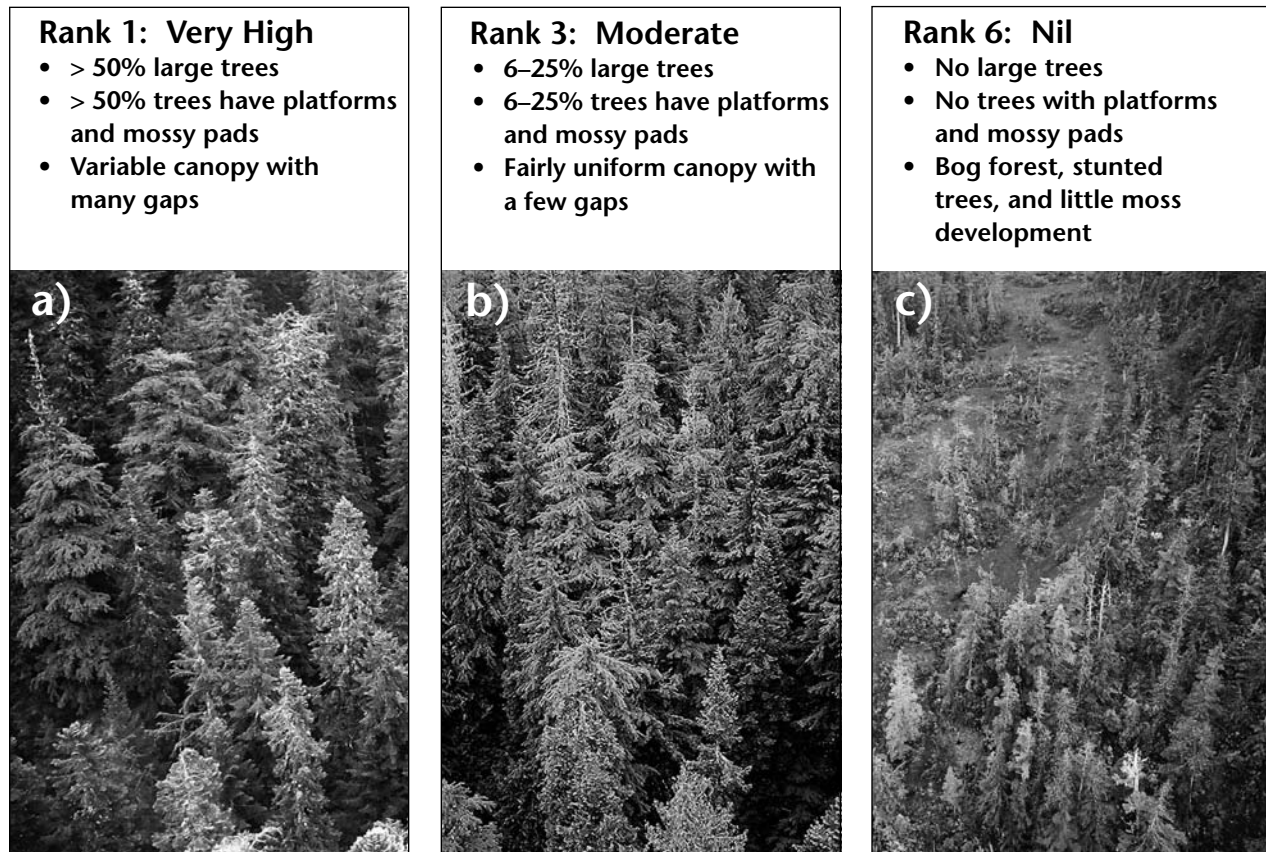 Rank 1: Very High
• > 50% large trees
• > 50% trees have platforms
and mossy pads
• Variable canopy with
many gaps
a)
Rank 3: Moderate
• 6–25% large trees
• 6–25% trees have platforms
and mossy pads
• Fairly uniform canopy with
a few gaps
b)
Rank 6: Nil
• No large trees
• No trees with platforms
and mossy pads
• Bog forest, stunted
trees, and little moss
development
c)